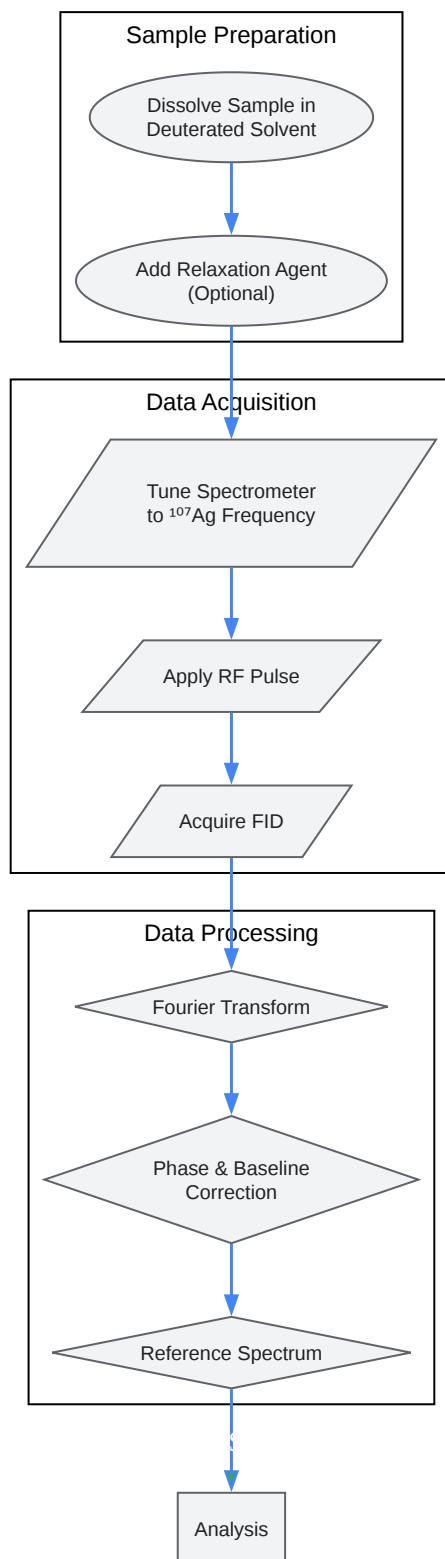 Sample Preparation
Dissolve Sample in
Deuterated Solvent
Add Relaxation Agent
(Optional)
Data Acquisition
Tune Spectrometer
to ¹⁰⁷Ag Frequency
Apply RF Pulse
Acquire FID
Data Processing
Fourier Transform
Phase & Baseline
Correction
Reference Spectrum
Analysis